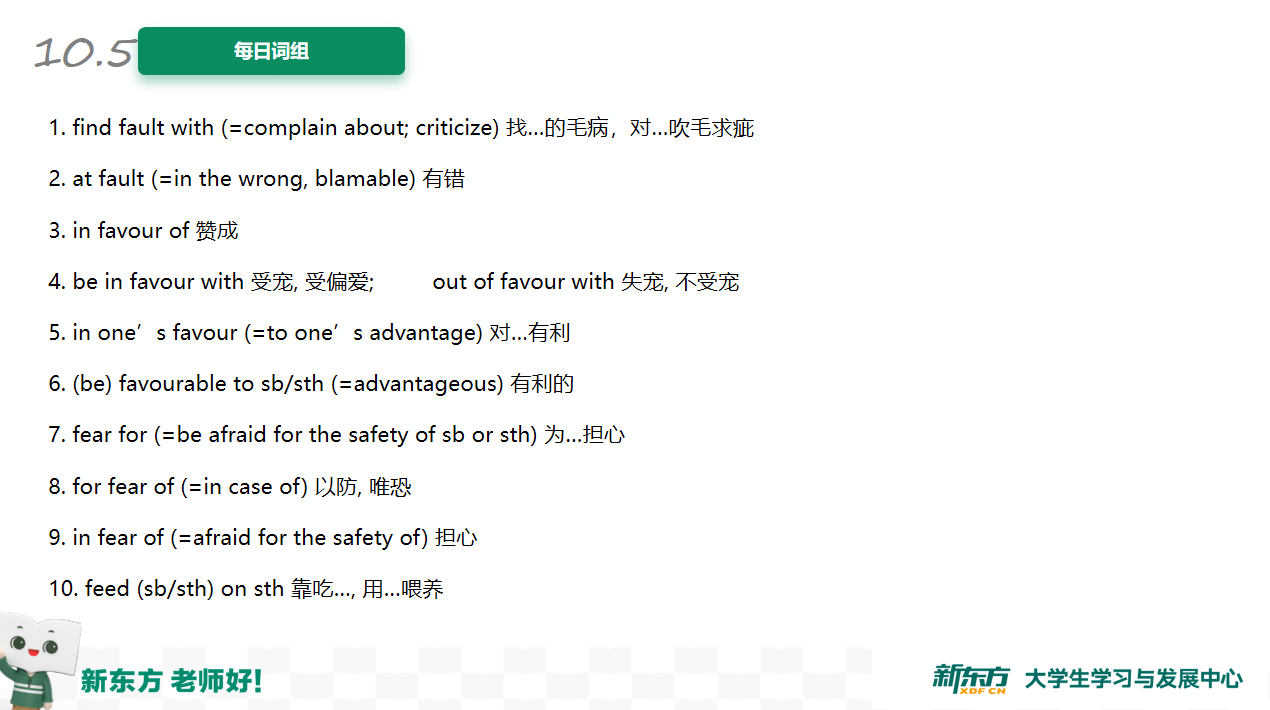 10.5 每日词组
1. find fault with (=complain about; criticize) 找…的毛病，对…吹毛求疵
2. at fault (=in the wrong, blamable) 有错
3. in favour of 赞成
4. be in favour with 受宠, 受偏爱; out of favour with 失宠, 不受宠
5. in one’s favour (=to one’s advantage) 对…有利
6. (be) favourable to sb/sth (=advantageous) 有利的
7. fear for (=be afraid for the safety of sb or sth) 为…担心
8. for fear of (=in case of) 以防, 唯恐
9. in fear of (=afraid for the safety of) 担心
10. feed (sb/sth) on sth 靠吃…, 用…喂养
新东方 老师好!
新东方 XDF.CN 大学生学习与发展中心